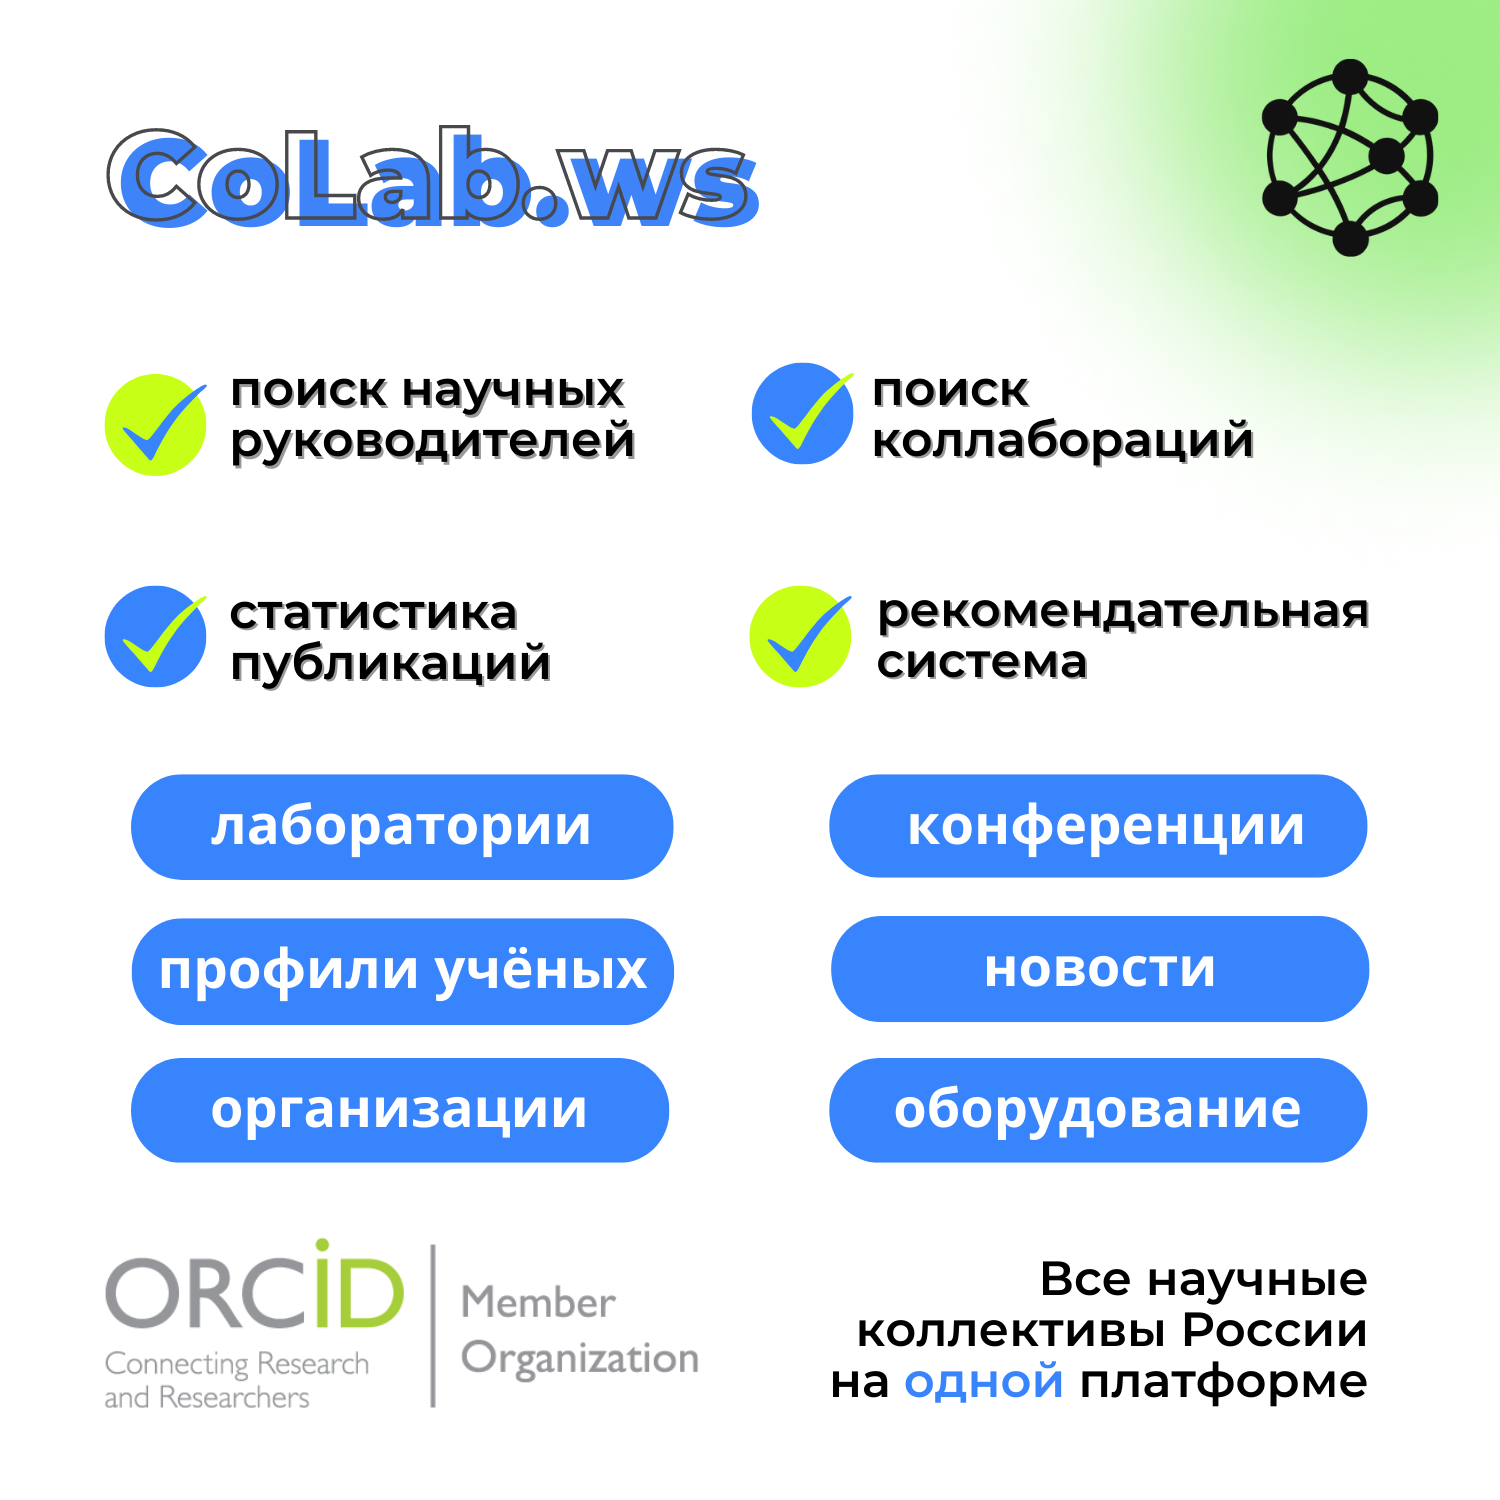 CoLab.ws
поиск научных
руководителей
поиск
коллабораций
статистика
публикаций
рекомендательная
система
лаборатории
конференции
профили учёных
новости
организации
оборудование
ORCiD
Connecting Research
and Researchers
Member
Organization
Все научные
коллективы России
на одной платформе